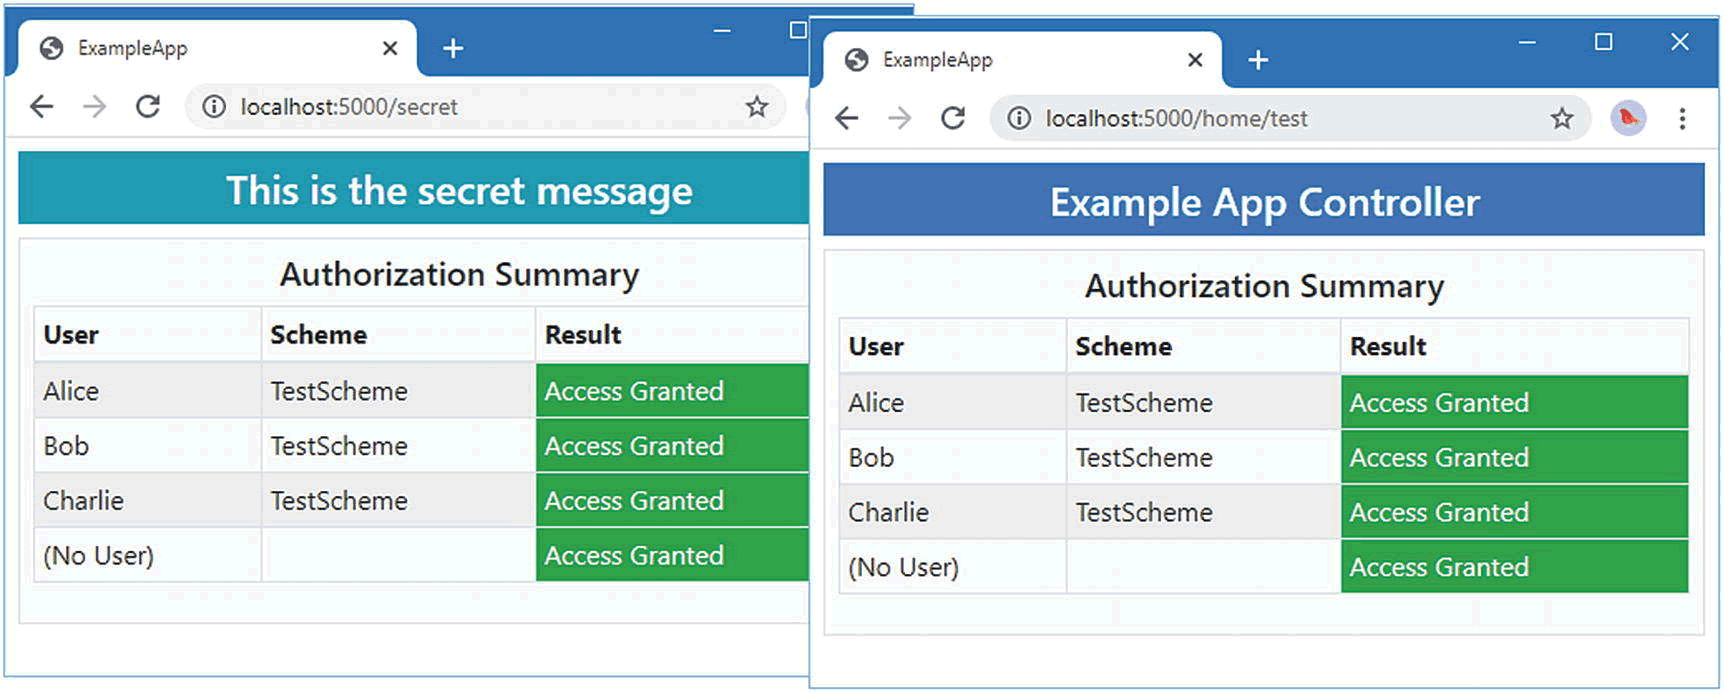 ExampleApp
localhost:5000/secret
This is the secret message
Authorization Summary
User Scheme Result
Alice TestScheme Access Granted
Bob TestScheme Access Granted
Charlie TestScheme Access Granted
(No User) Access Granted
ExampleApp
localhost:5000/home/test
Example App Controller
Authorization Summary
User Scheme Result
Alice TestScheme Access Granted
Bob TestScheme Access Granted
Charlie TestScheme Access Granted
(No User) Access Granted